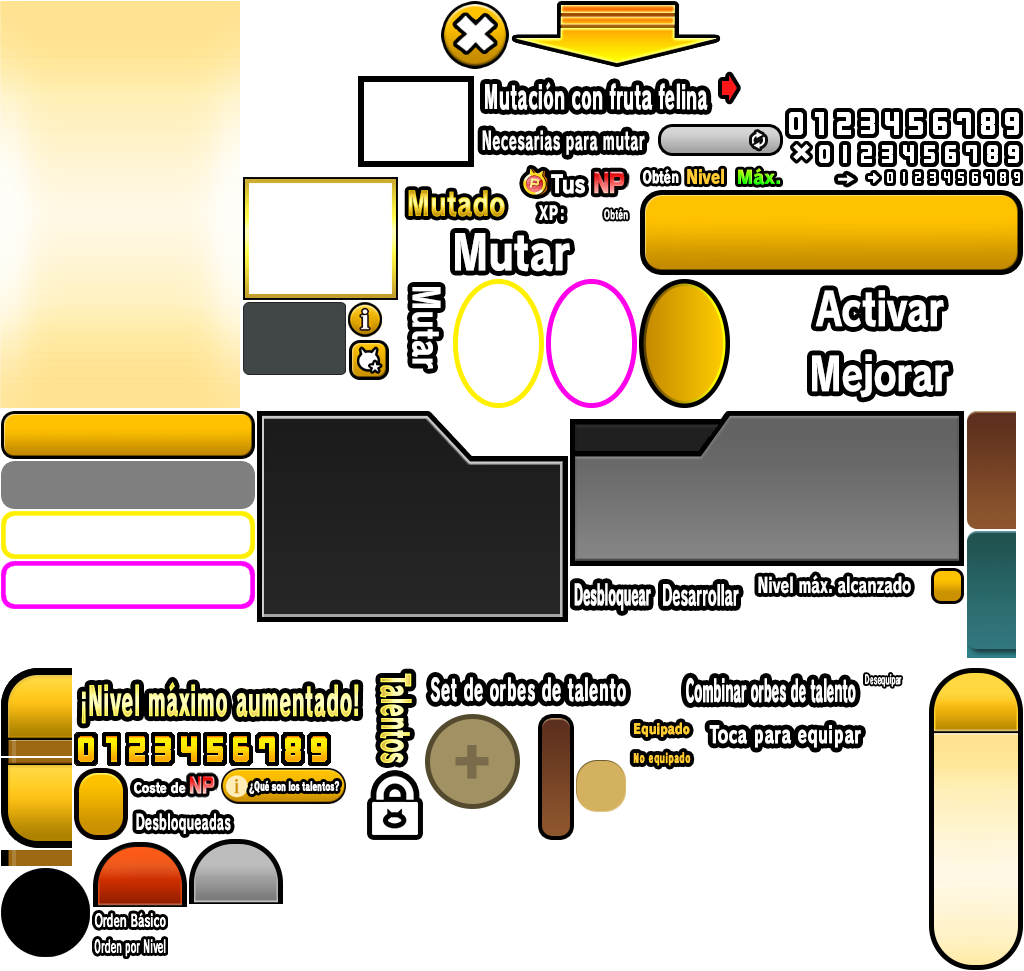 Mutación con fruta felina
Necesarias para mutar
0123456789
×0123456789
Obtén Nivel Máx.
0123456789
Tus NP
XP:
Obtén
Mutado
Mutar
Mutar
Activar
Mejorar
Desbloquear
Desarrollar
Nivel máx. alcanzado
¡Nivel máximo aumentado!
0123456789
Coste de NP
¿Qué son los talentos?
Desbloqueadas
Talentos
Set de orbes de talento
Combinar orbes de talento
Desequipar
Equipado
No equipado
Toca para equipar
Orden Básico
Orden por Nivel